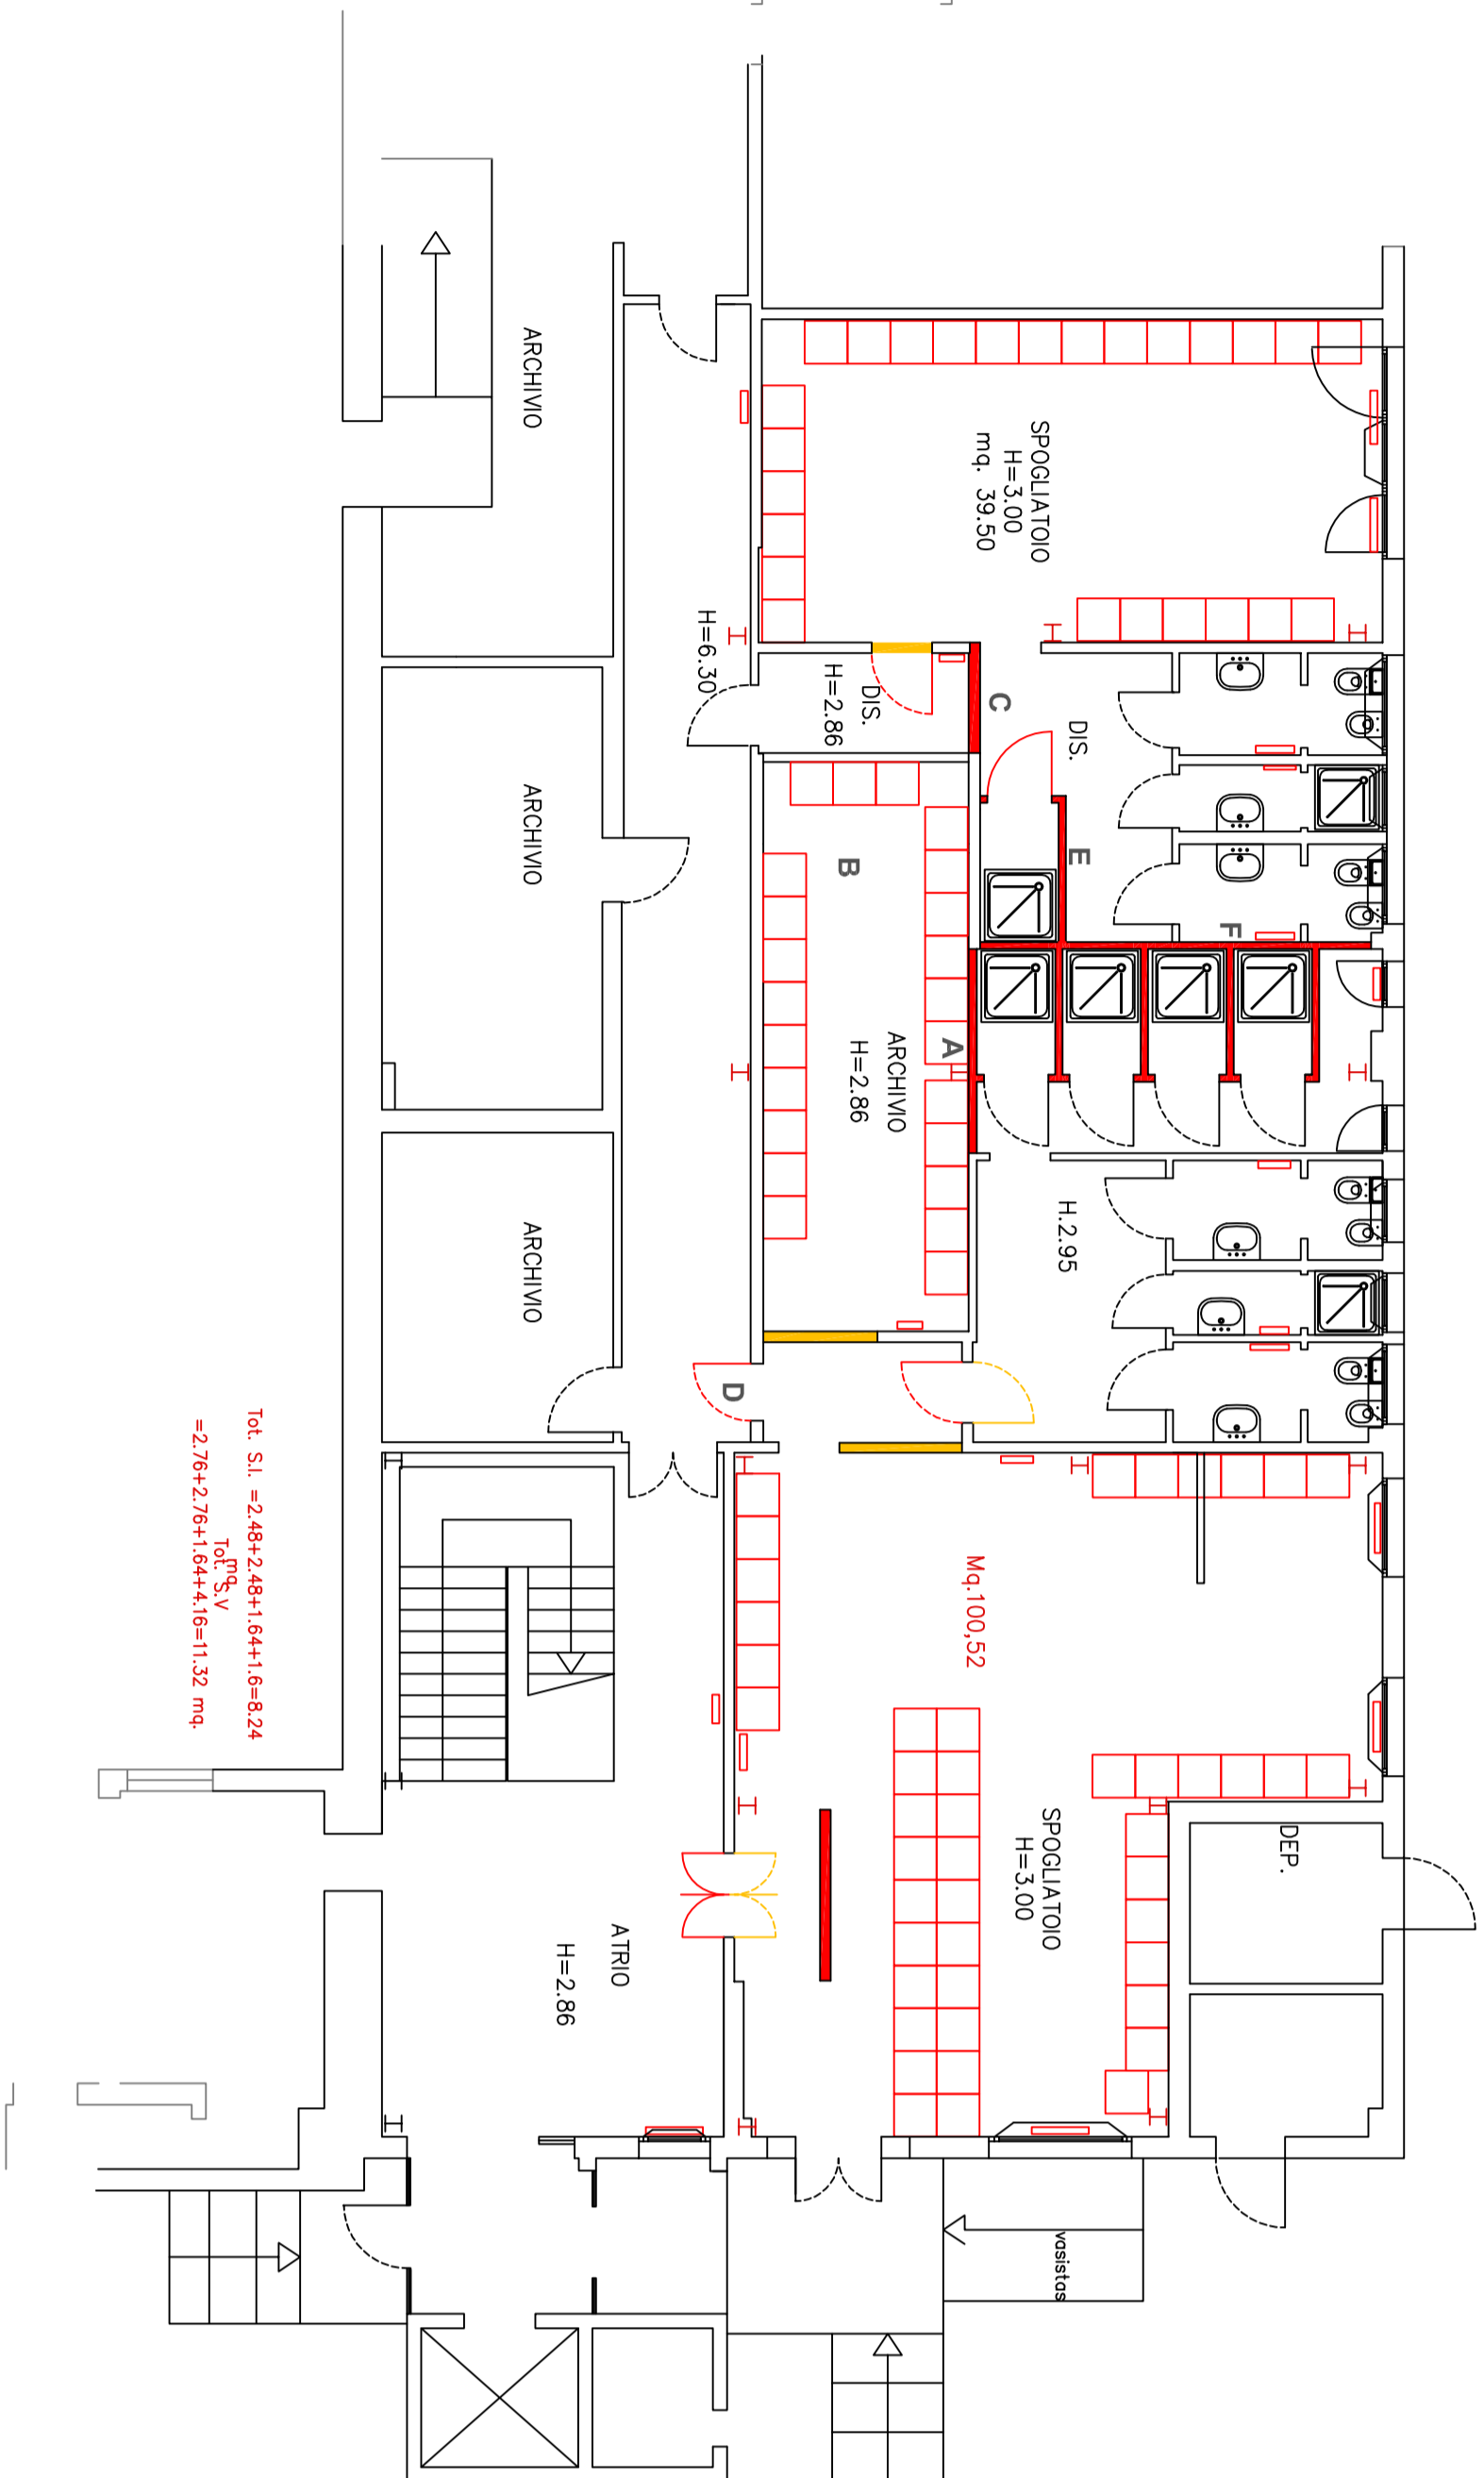 ARCHIVIO
SPOGLIATOIO
H=3.00
mq. 39.50
H=6.30
DIS.
H=2.86
C
DIS.
E
F
B
A
ARCHIVIO
H=2.86
ARCHIVIO
H.2.95
ARCHIVIO
D
Mq.100,52
SPOGLIATOIO
H=3.00
DEP.
ATRIO
H=2.86
vasistas
Tot. S.I. =2.48+2.48+1.64+1.6=8.24
mq
Tot. S.V
=2.76+2.76+1.64+4.16=11.32 mq.